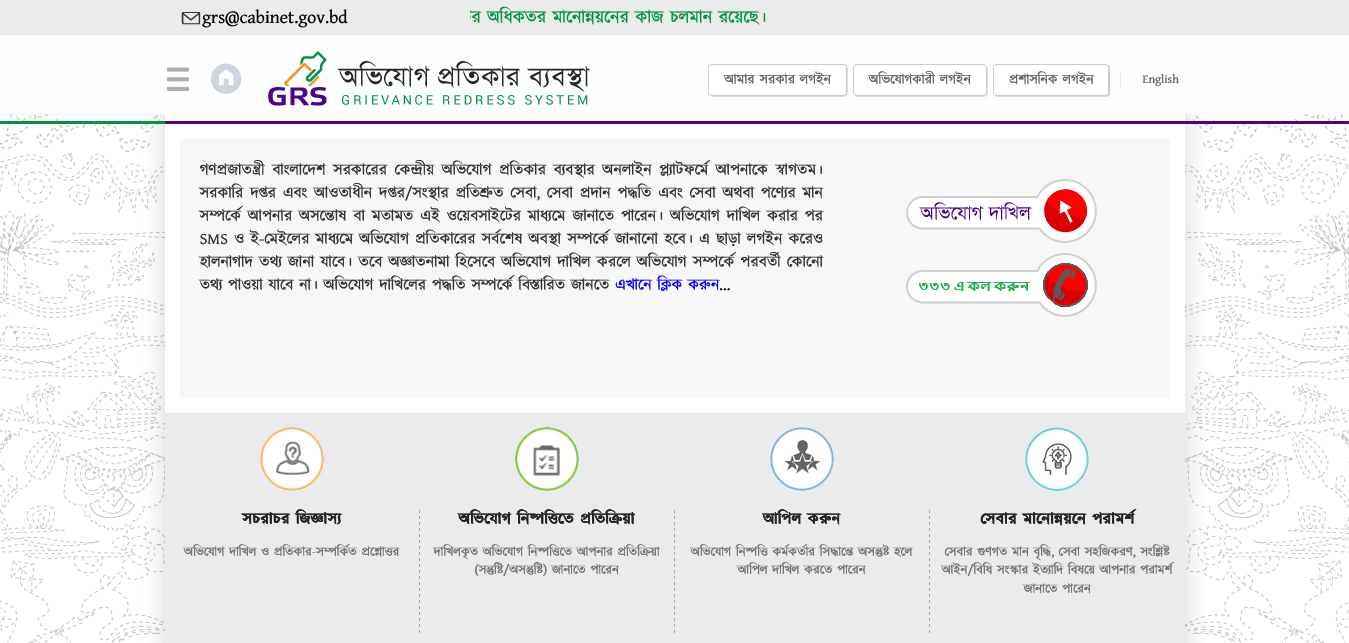 grs@cabinet.gov.bd
র অধিকতর মানোন্নয়নের কাজ চলমান রয়েছে।
GRS
অভিযোগ প্রতিকার ব্যবস্থা
GRIEVANCE REDRESS SYSTEM
আমার সরকার লগইন
অভিযোগকারী লগইন
প্রশাসনিক লগইন
English
গণপ্রজাতন্ত্রী বাংলাদেশ সরকারের কেন্দ্রীয় অভিযোগ প্রতিকার ব্যবস্থার অনলাইন প্ল্যাটফর্মে আপনাকে স্বাগতম।
সরকারি দপ্তর এবং আওতাধীন দপ্তর/সংস্থার প্রতিশ্রুত সেবা, সেবা প্রদান পদ্ধতি এবং সেবা অথবা পণ্যের মান
সম্পর্কে আপনার অসন্তোষ বা মতামত এই ওয়েবসাইটের মাধ্যমে জানাতে পারেন। অভিযোগ দাখিল করার পর
SMS ও ই-মেইলের মাধ্যমে অভিযোগ প্রতিকারের সর্বশেষ অবস্থা সম্পর্কে জানানো হবে। এ ছাড়া লগইন করেও
হালনাগাদ তথ্য জানা যাবে। তবে অজ্ঞাতনামা হিসেবে অভিযোগ দাখিল করলে অভিযোগ সম্পর্কে পরবর্তী কোনো
তথ্য পাওয়া যাবে না। অভিযোগ দাখিলের পদ্ধতি সম্পর্কে বিস্তারিত জানতে এখানে ক্লিক করুন...
অভিযোগ দাখিল
৩৩৩ এ কল করুন
সচরাচর জিজ্ঞাস্য
অভিযোগ দাখিল ও প্রতিকার-সম্পর্কিত প্রশ্নোত্তর
অভিযোগ নিষ্পত্তিতে প্রতিক্রিয়া
দাখিলকৃত অভিযোগ নিষ্পত্তিতে আপনার প্রতিক্রিয়া
(সন্তুষ্টি/অসন্তুষ্টি) জানাতে পারেন
আপিল করুন
অভিযোগ নিষ্পত্তি কর্মকর্তার সিদ্ধান্তে অসন্তুষ্ট হলে
আপিল দাখিল করতে পারেন
সেবার মানোন্নয়নে পরামর্শ
সেবার গুণগত মান বৃদ্ধি, সেবা সহজিকরণ, সংশ্লিষ্ট
আইন/বিধি সংস্কার ইত্যাদি বিষয়ে আপনার পরামর্শ
জানাতে পারেন